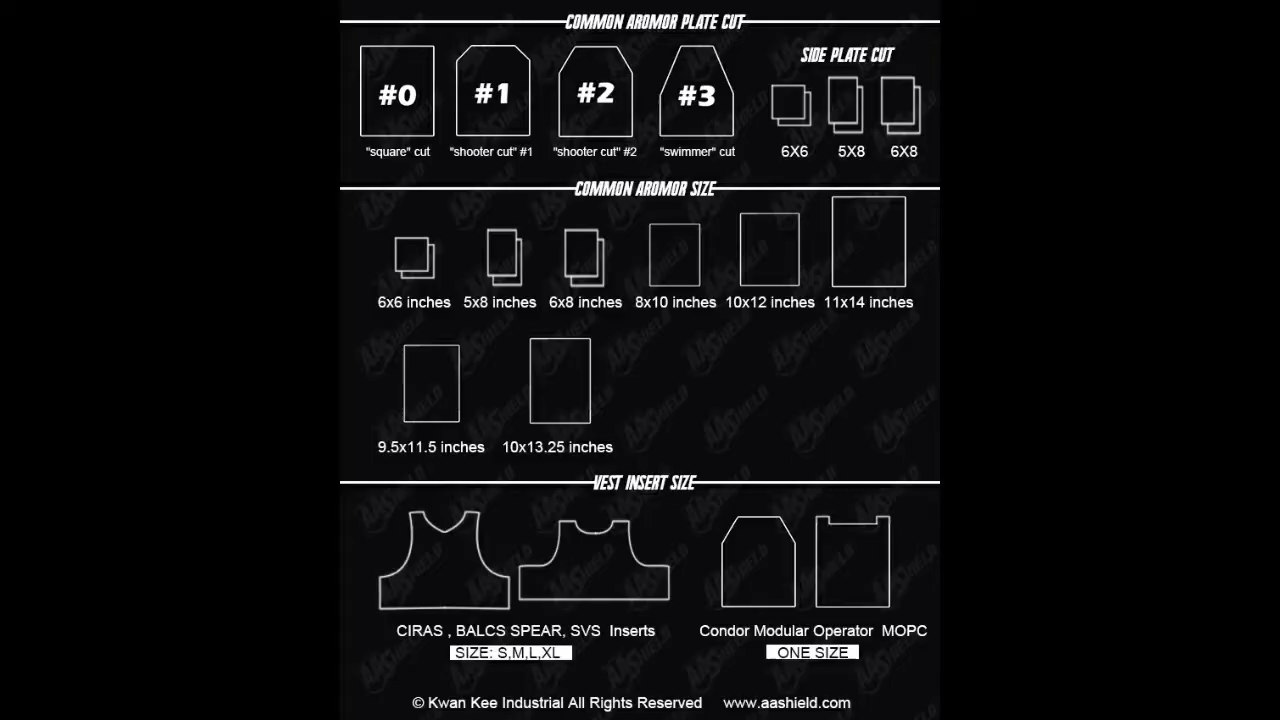 COMMON AROMOR PLATE CUT
SIDE PLATE CUT
#0
#1
#2
#3
"square" cut
"shooter cut" #1
"shooter cut" #2
"swimmer" cut
6X6
5X8
6X8
COMMON AROMOR SIZE
6x6 inches
5x8 inches
6x8 inches
8x10 inches
10x12 inches
11x14 inches
9.5x11.5 inches
10x13.25 inches
VEST INSERT SIZE
CIRAS , BALCS SPEAR, SVS Inserts
SIZE: S,M,L,XL
Condor Modular Operator MOPC
ONE SIZE
© Kwan Kee Industrial All Rights Reserved www.aashield.com